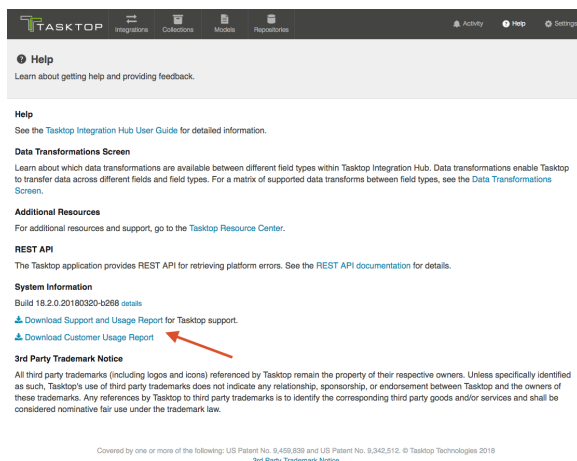 TASKTOP
Integrations
Collections
Models
Repositories
Activity
Help
Settings
Help
Learn about getting help and providing feedback.
Help
See the Tasktop Integration Hub User Guide for detailed information.
Data Transformations Screen
Learn about which data transformations are available between different field types within Tasktop Integration Hub. Data transformations enable Tasktop
to transfer data across different fields and field types. For a matrix of supported data transforms between field types, see the Data Transformations
Screen.
Additional Resources
For additional resources and support, go to the Tasktop Resource Center.
REST API
The Tasktop application provides REST API for retrieving platform errors. See the REST API documentation for details.
System Information
Build 18.2.0.20180320-b268 details
Download Support and Usage Report for Tasktop support.
Download Customer Usage Report
3rd Party Trademark Notice
All third party trademarks (including logos and icons) referenced by Tasktop remain the property of their respective owners. Unless specifically identified
as such, Tasktop's use of third party trademarks does not indicate any relationship, sponsorship, or endorsement between Tasktop and the owners of
these trademarks. Any references by Tasktop to third party trademarks is to identify the corresponding third party goods and/or services and shall be
considered nominative fair use under the trademark law.
Covered by one or more of the following: US Patent No. 9,459,839 and US Patent No. 9,342,512. © Tasktop Technologies 2018
3rd Party Trademark Notice